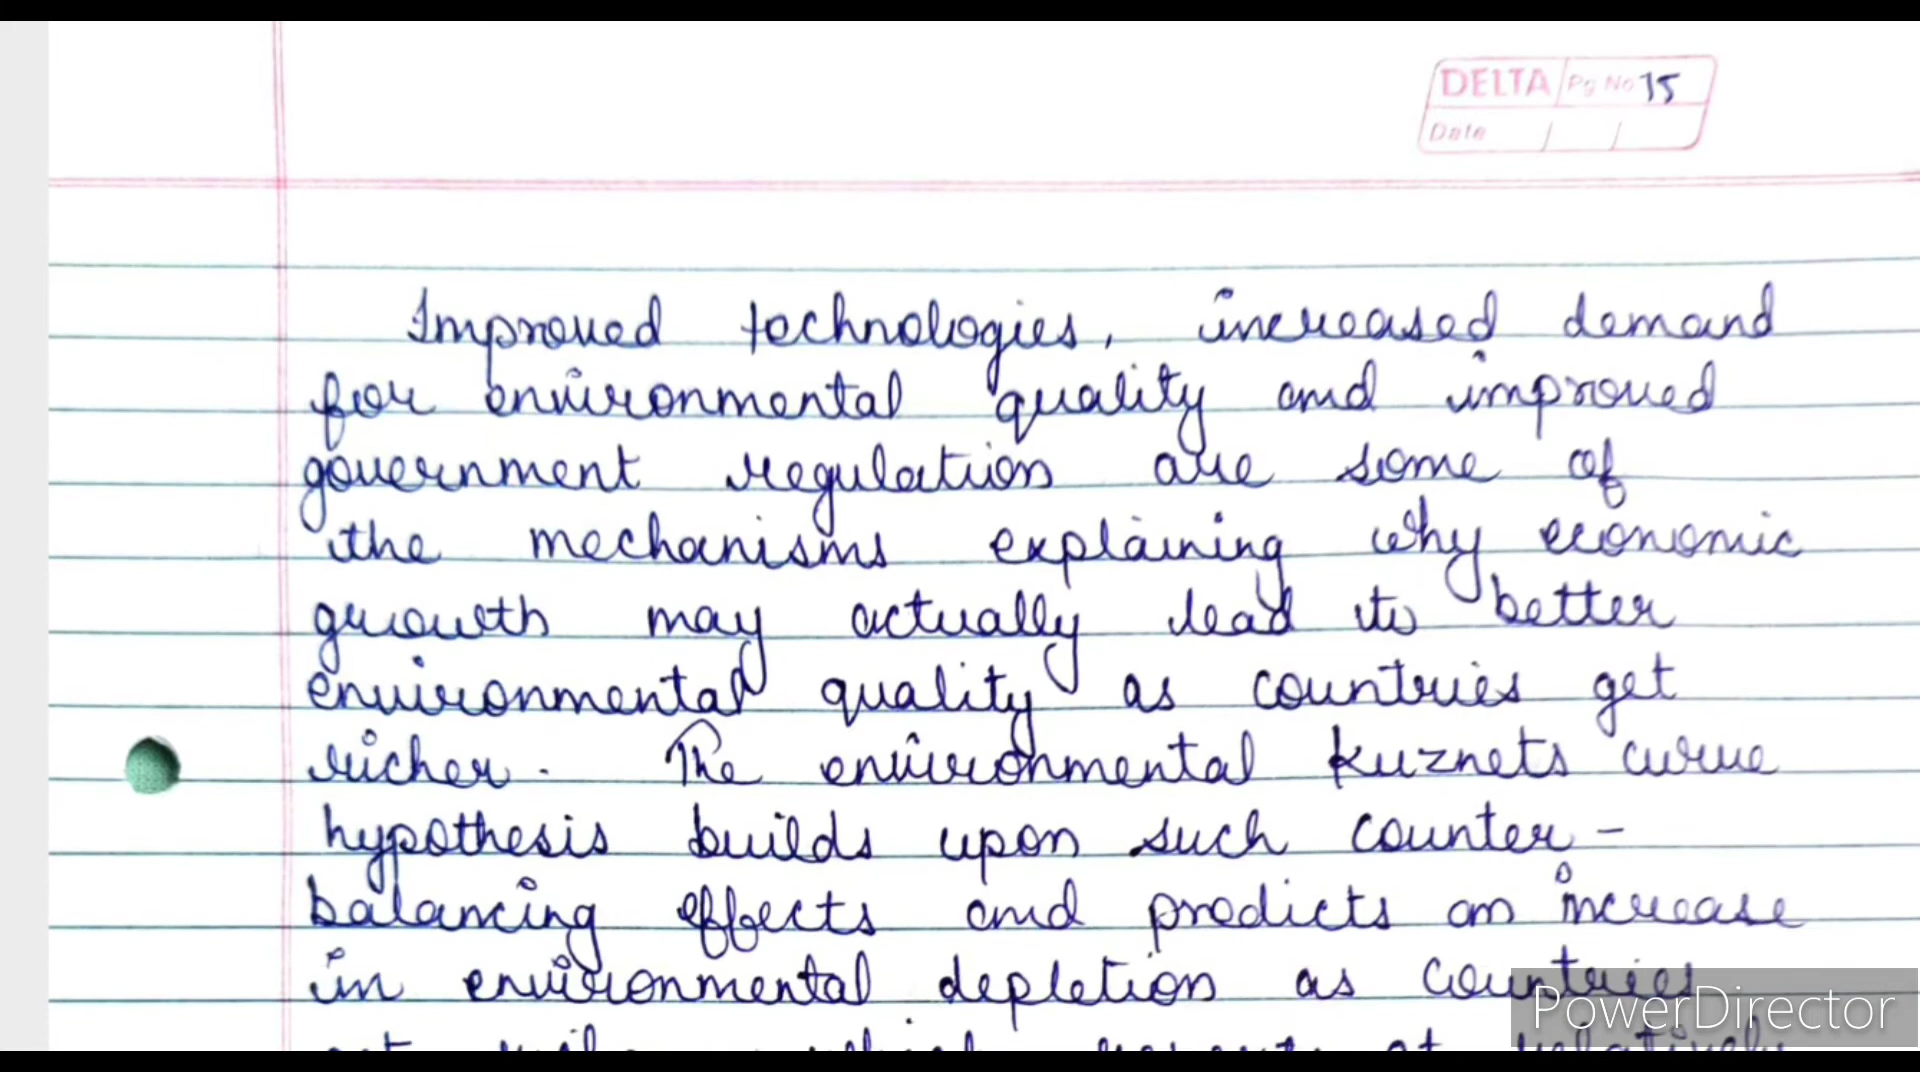 DELTA Pg No 15
Date / /
Improved technologies, increased demand
for environmental quality and improved
government regulation are some of
the mechanisms explaining why economic
growth may actually lead to better
environmental quality as countries get
richer. The environmental kuznets curve
hypothesis builds upon such counter-
balancing effects and predicts an increase
in environmental depletion as countries
PowerDirector